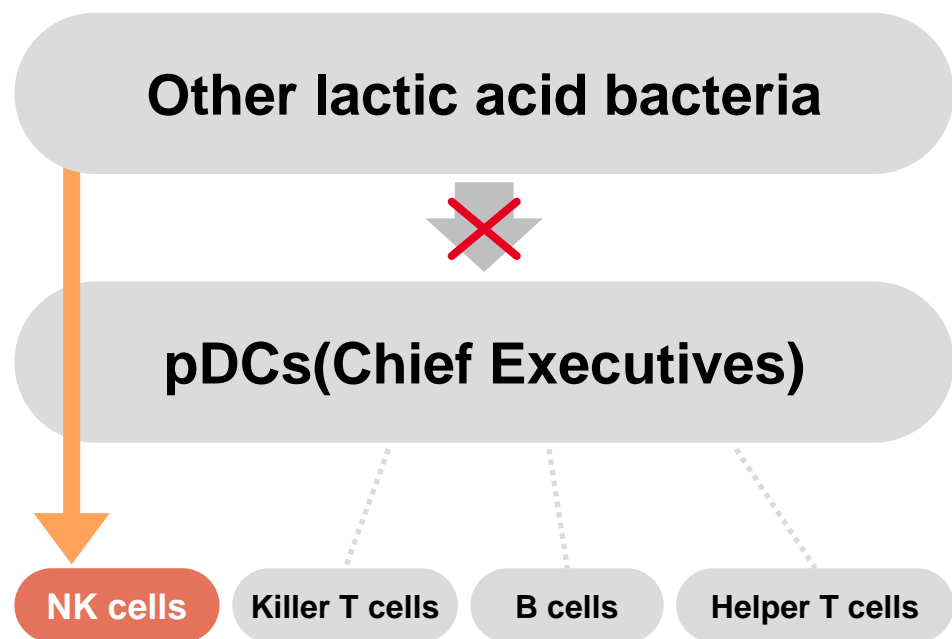 Other lactic acid bacteria
pDCs(Chief Executives)
NK cells
Killer T cells
B cells
Helper T cells